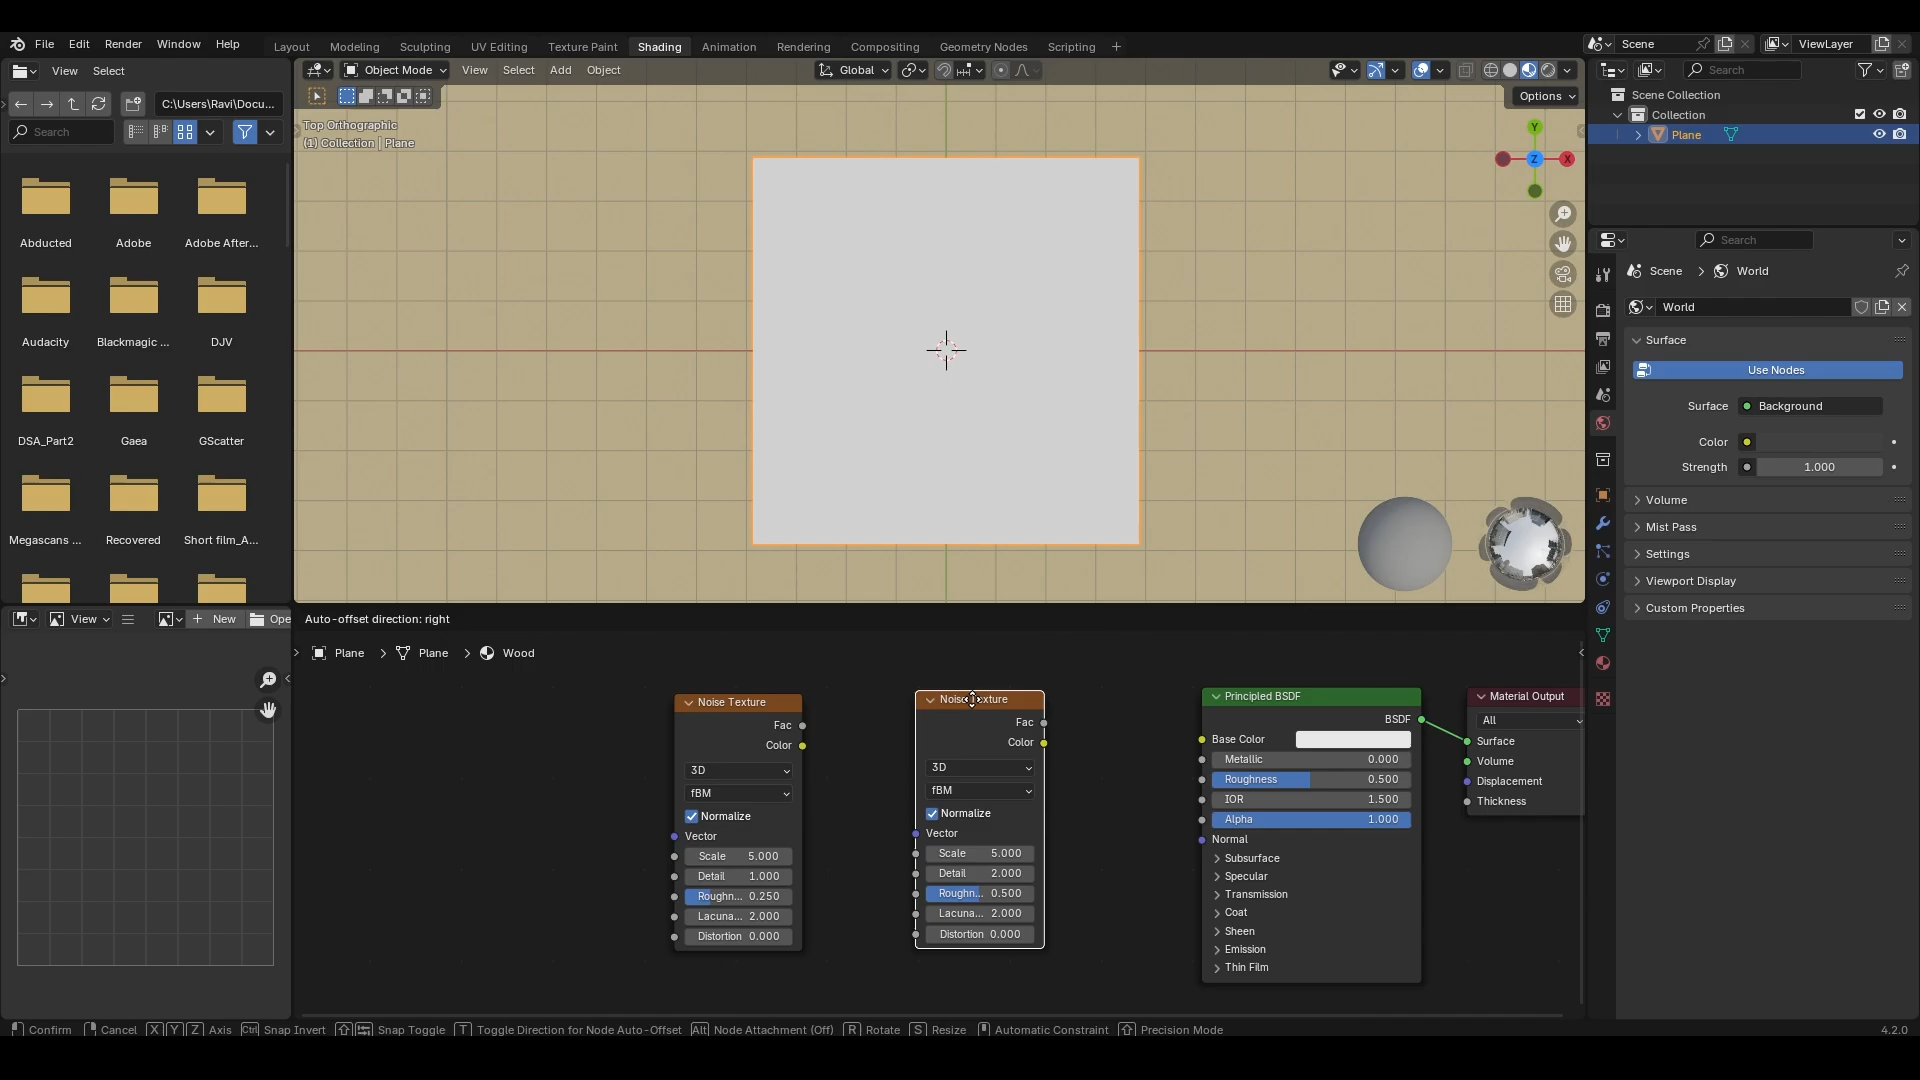 File Edit Render Window Help
Layout Modeling Sculpting UV Editing Texture Paint Shading Animation Rendering Compositing Geometry Nodes Scripting +
Scene ViewLayer
View Select
Object Mode View Select Add Object
Global
Search
C:\Users\Ravi\Docu...
Search
Options
Top Orthographic
(1) Collection | Plane
Scene Collection
Collection
Plane
Y
X
Z
Abducted Adobe Adobe After...
Audacity Blackmagic ... DJV
DSA_Part2 Gaea GScatter
Megascans ... Recovered Short film_A...
Search
Scene > World
World
Surface
Use Nodes
Surface Background
Color
Strength 1.000
Volume
Mist Pass
Settings
Viewport Display
Custom Properties
View New Ope
Auto-offset direction: right
Plane > Plane > Wood
Noise Texture
Fac
Color
3D
fBM
Normalize
Vector
Scale 5.000
Detail 1.000
Roughn... 0.250
Lacuna... 2.000
Distortion 0.000
Fac
Color
3D
fBM
Normalize
Vector
Scale 5.000
Detail 2.000
Roughn... 0.500
Lacuna... 2.000
Distortion 0.000
Principled BSDF
BSDF
Base Color
Metallic 0.000
Roughness 0.500
IOR 1.500
Alpha 1.000
Normal
Subsurface
Specular
Transmission
Coat
Sheen
Emission
Thin Film
Material Output
All
Surface
Volume
Displacement
Thickness
Confirm Cancel X Y Z Axis Ctrl Snap Invert Snap Toggle T Toggle Direction for Node Auto-Offset Alt Node Attachment (Off) R Rotate S Resize Automatic Constraint Precision Mode
4.2.0